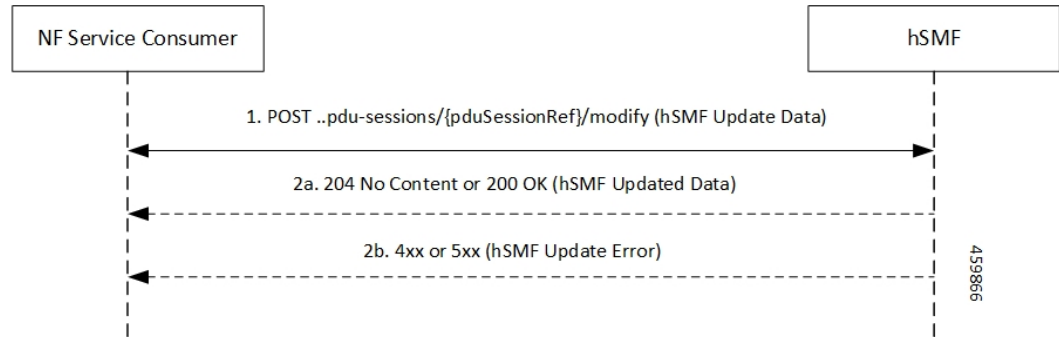 NF Service Consumer
hSMF
1. POST ..pdu-sessions/{pduSessionRef}/modify (hSMF Update Data)
2a. 204 No Content or 200 OK (hSMF Updated Data)
2b. 4xx or 5xx (hSMF Update Error)
459866